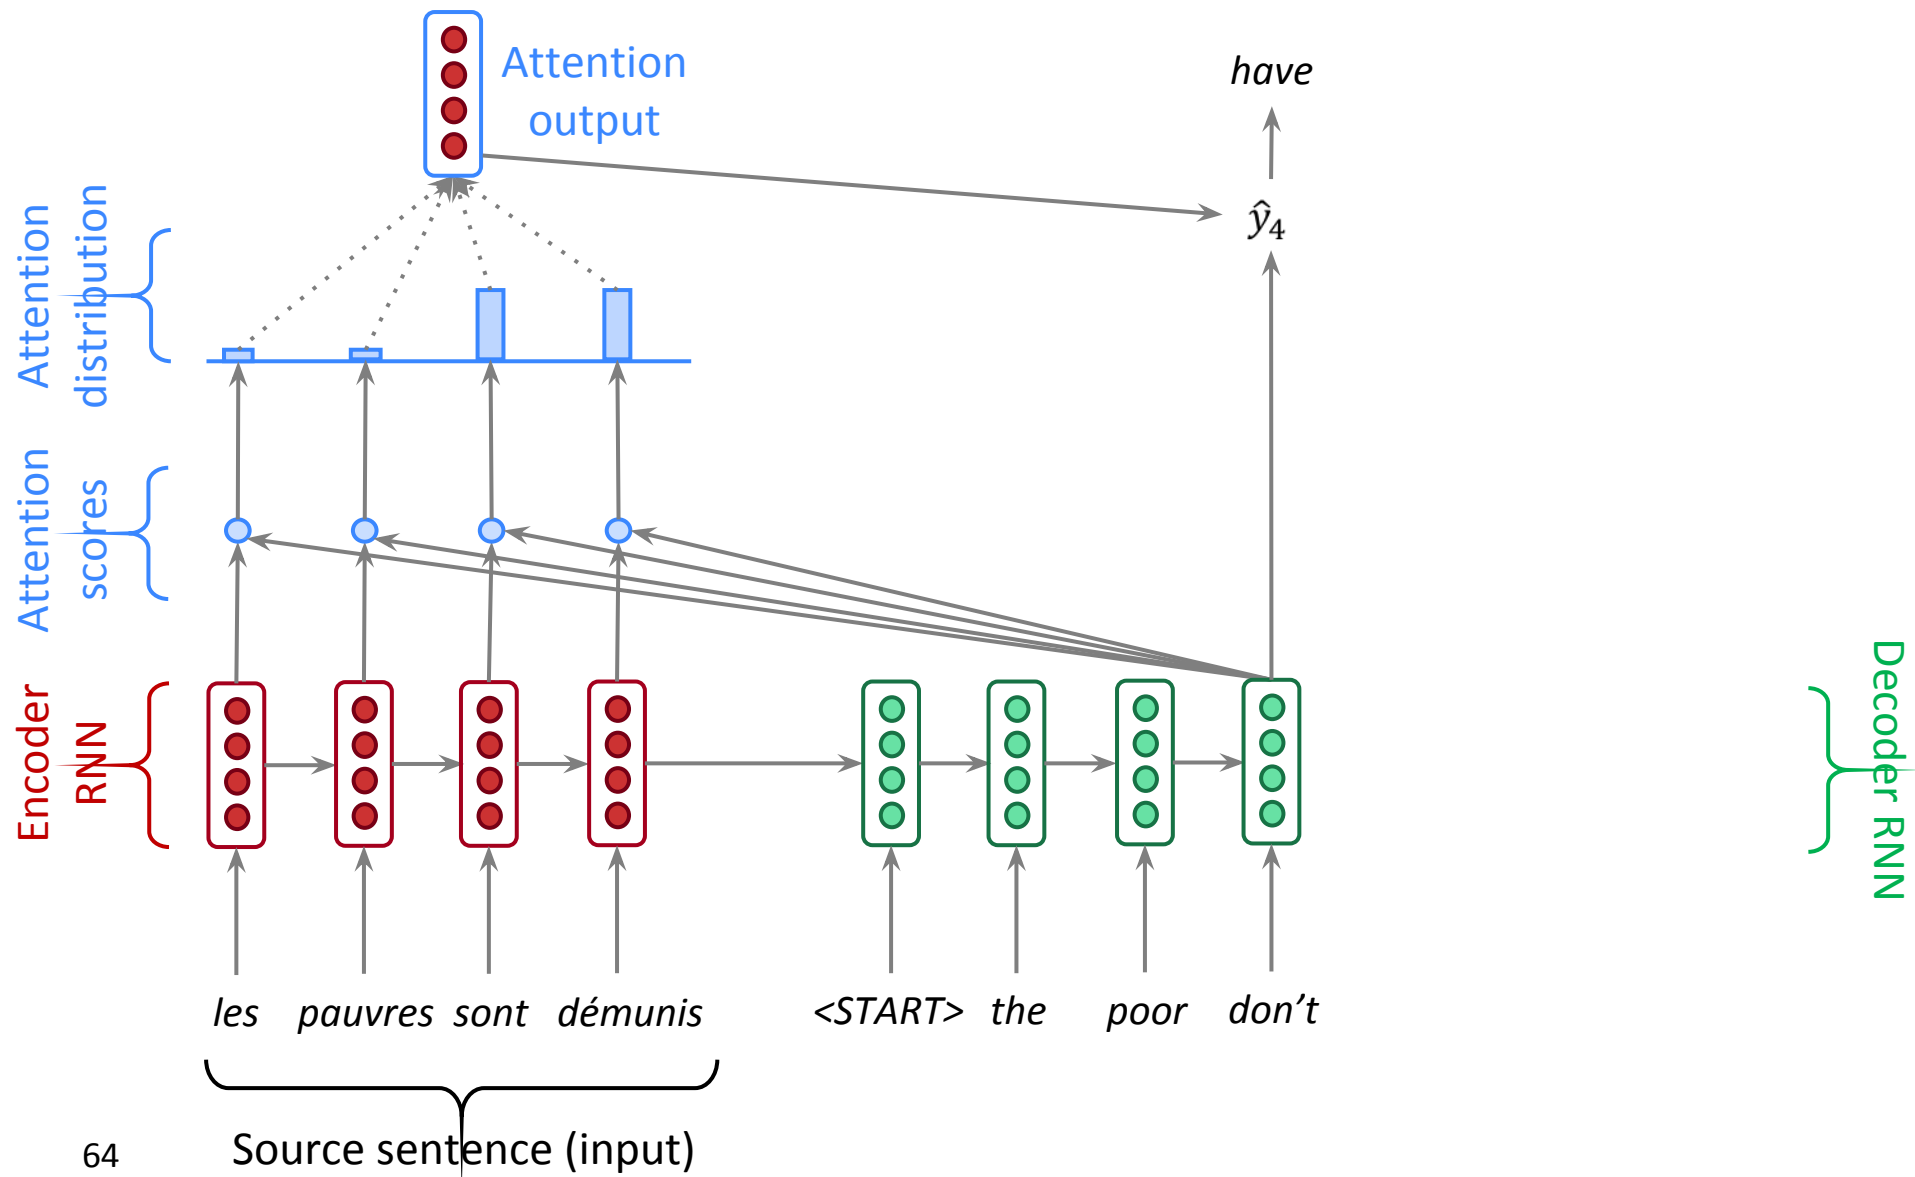 Attention
output
have
ŷ₄
Attention
distribution
Attention
scores
Encoder
RNN
Decoder RNN
les pauvres sont démunis
<START> the poor don’t
Source sentence (input)
64